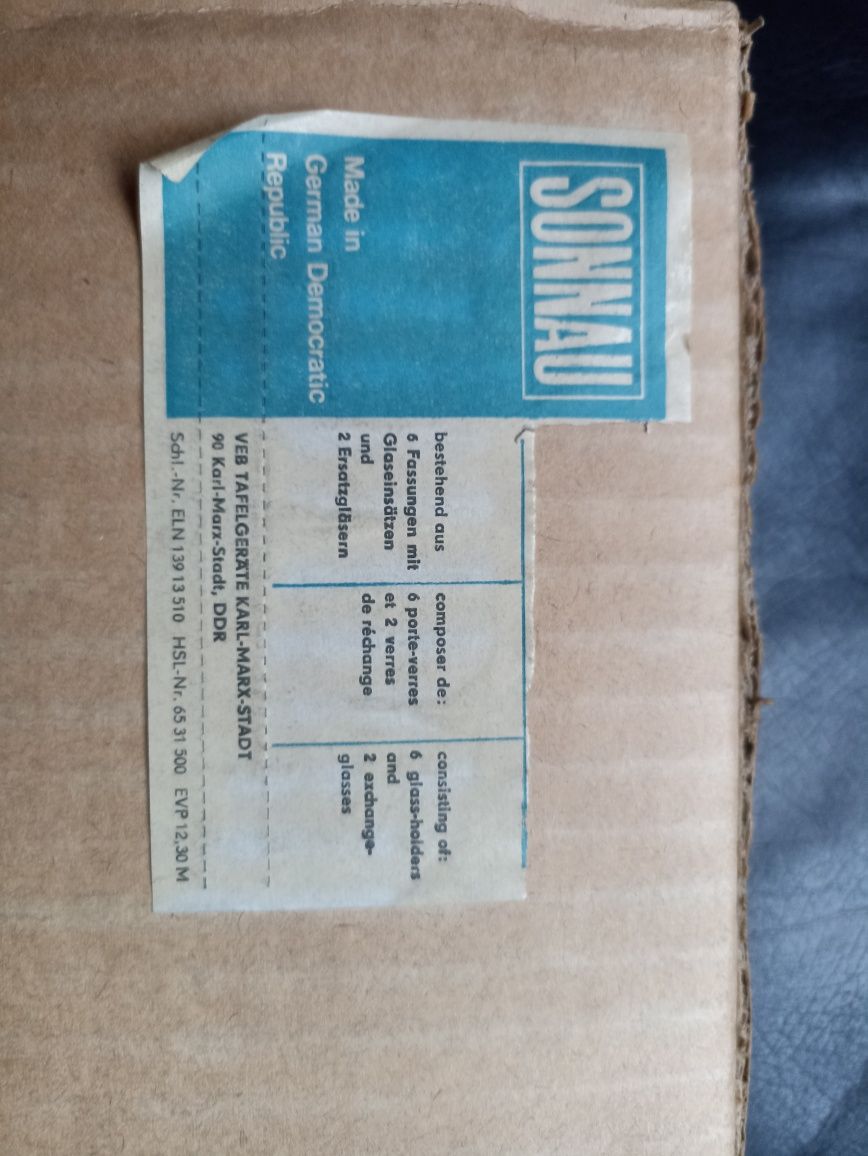 SONNAU
Made in
German Democratic
Republic
bestehend aus
6 Fassungen mit
Glaseinsätzen
und
2 Ersatzgläsern
composer de:
6 porte-verres
et 2 verres
de réchange
consisting of:
6 glass-holders
and
2 exchange-
glasses
VEB TAFELGERÄTE KARL-MARX-STADT
90 Karl-Marx-Stadt, DDR
Schl.-Nr. ELN 139 13 510 HSL-Nr. 65 31 500 EVP 12,30 M